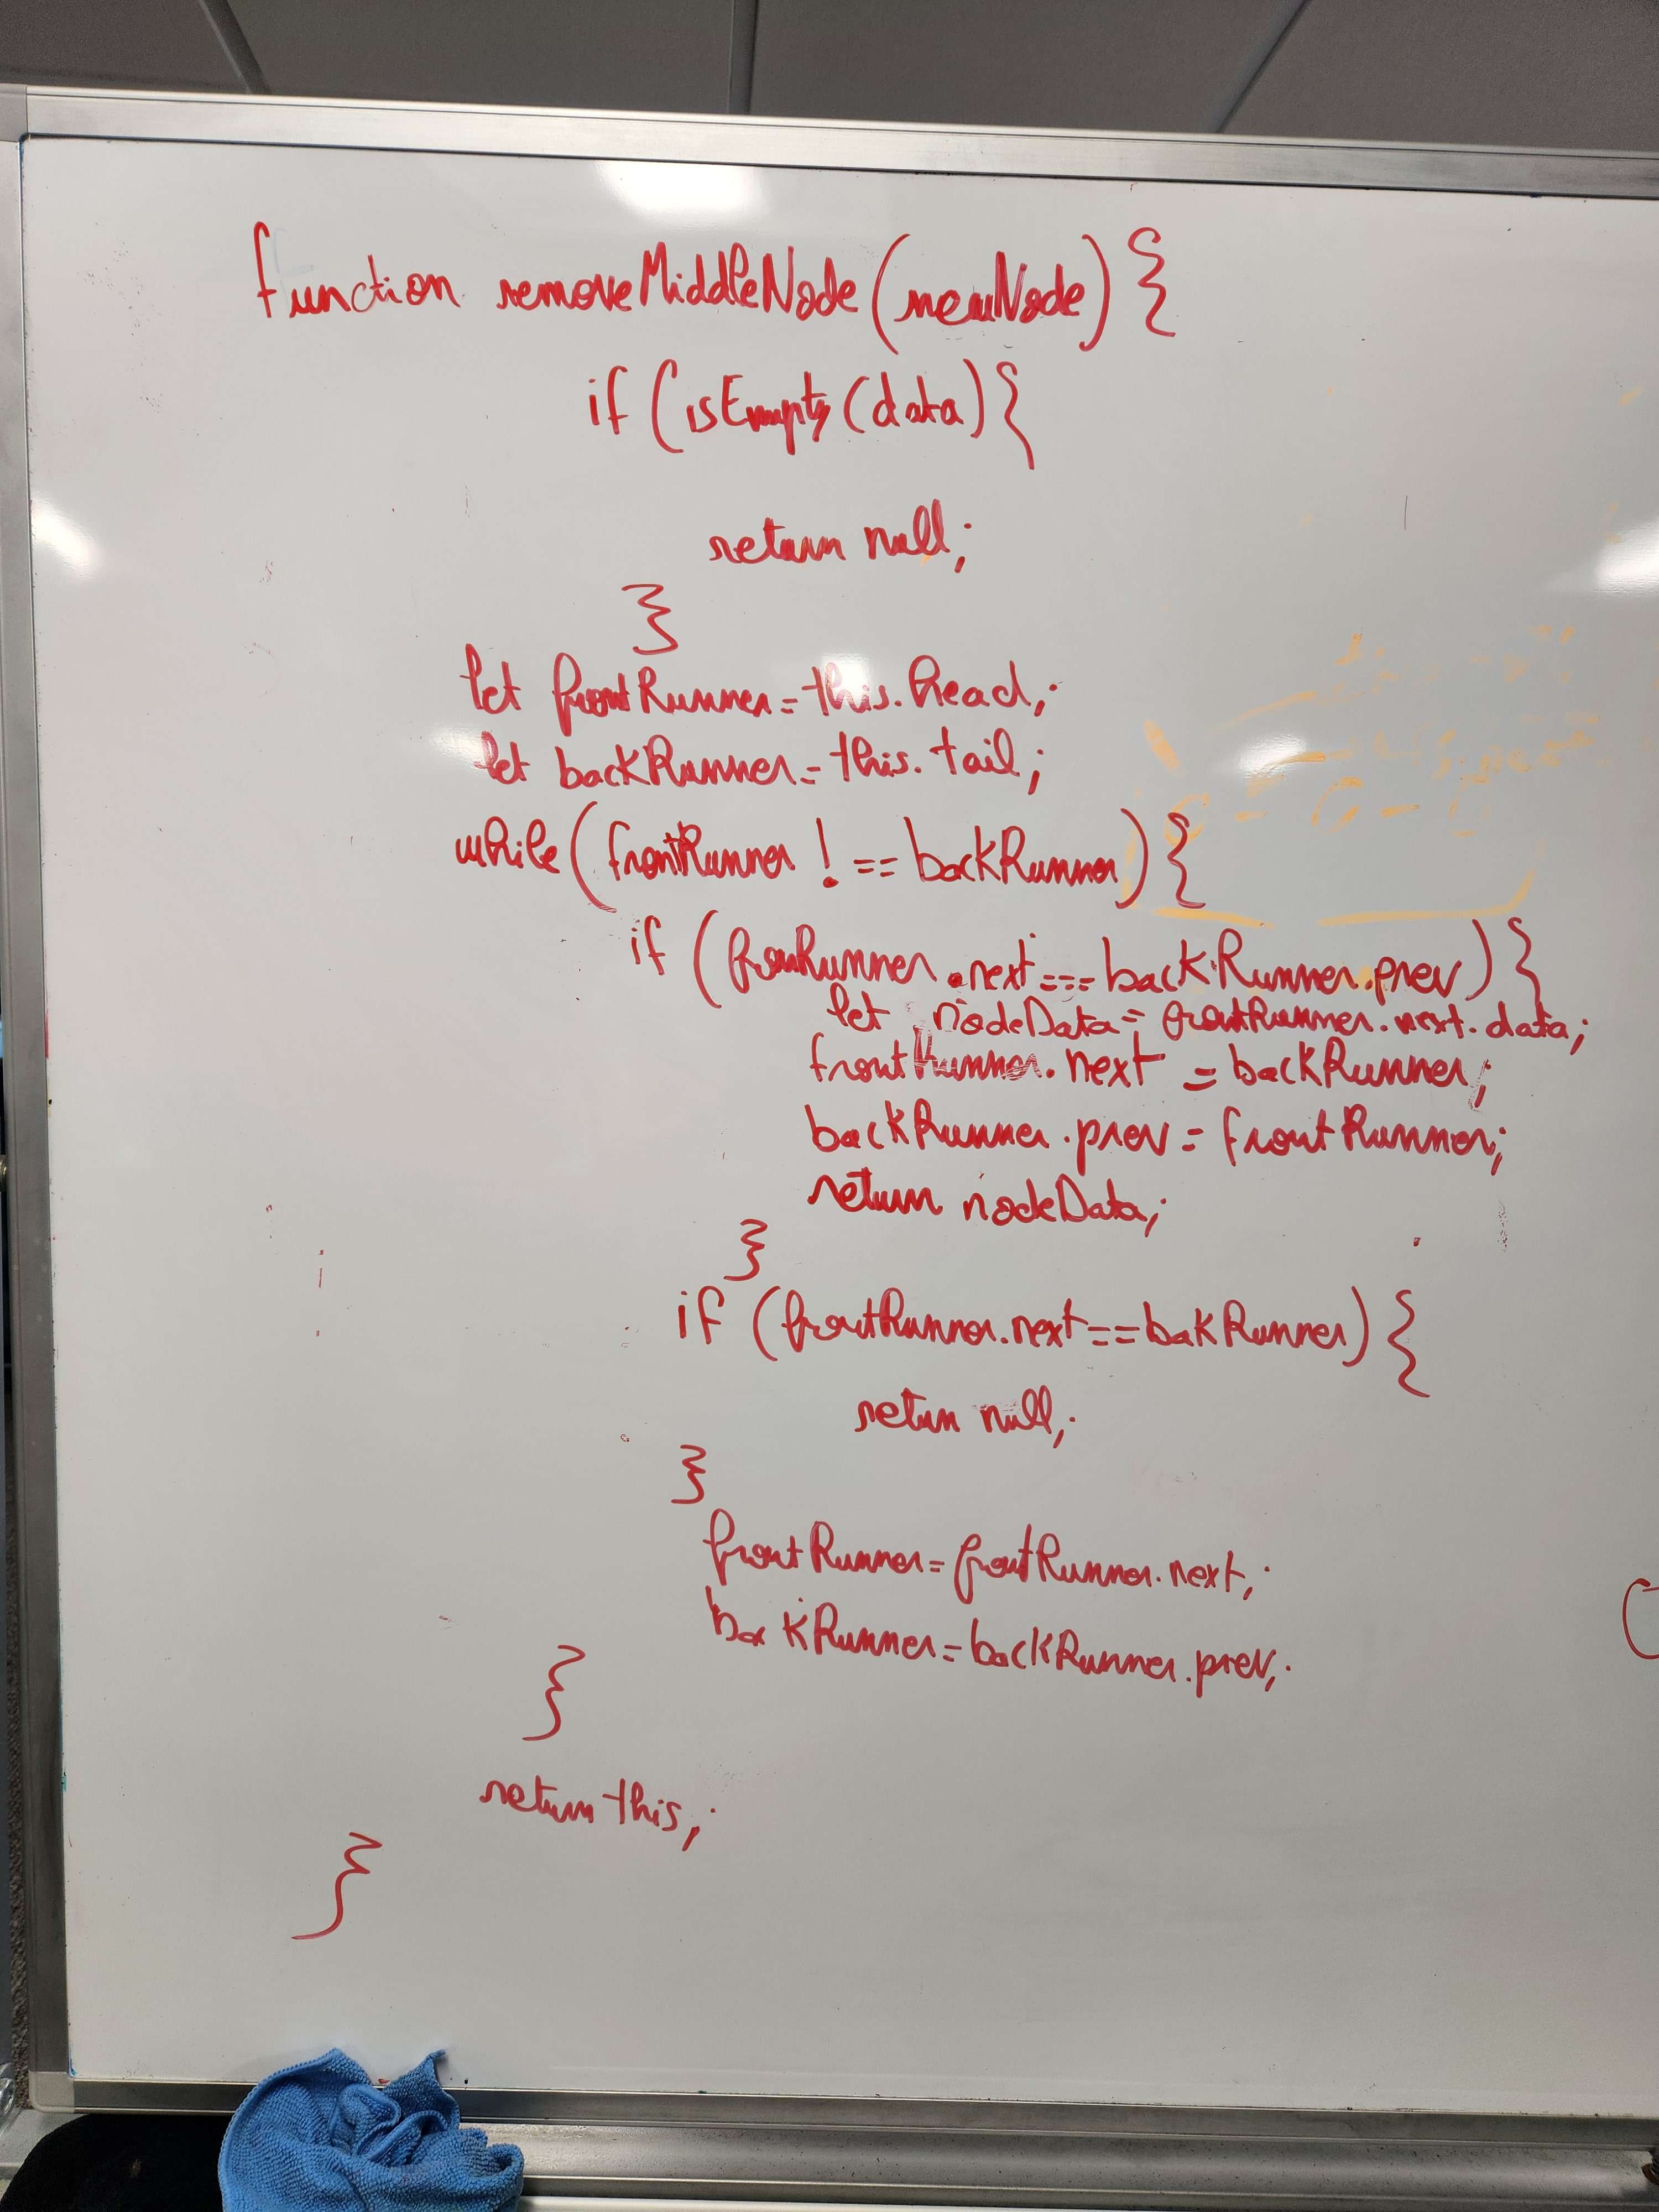 function removeMiddleNode(newNode){
if (isEmpty(data){
return null;
}
let frontRunner = this.head;
let backRunner = this.tail;
while (frontRunner !== backRunner){
if (fronRunner.next === backRunner.prev){
let nodeData = frontRunner.next.data;
frontRunner.next = backRunner;
backRunner.prev = frontRunner;
return nodeData;
}
if (frontRunner.next == bakRunner){
return null;
}
frontRunner = frontRunner.next;
backRunner = backRunner.prev;
}
return this;
}